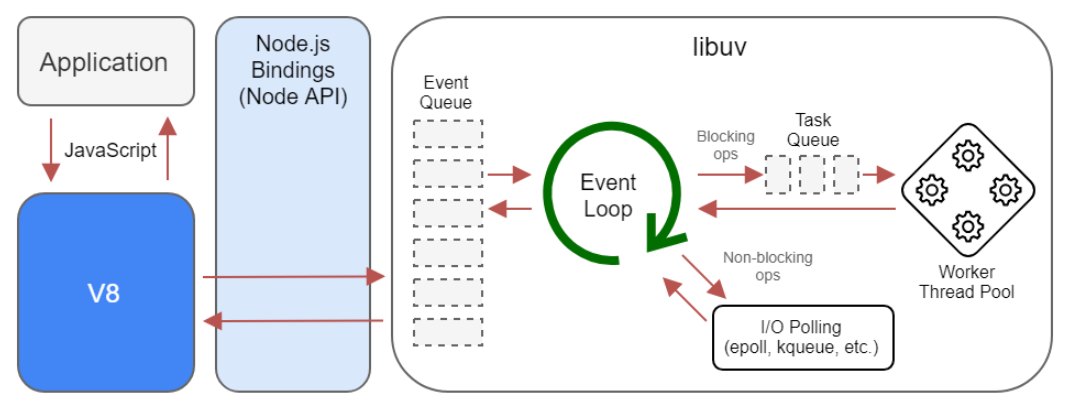 Application
JavaScript
V8
Node.js
Bindings
(Node API)
libuv
Event
Queue
Event
Loop
Blocking
ops
Task
Queue
Worker
Thread Pool
Non-blocking
ops
I/O Polling
(epoll, kqueue, etc.)